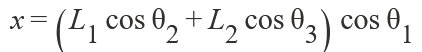 x = (L₁ cos θ₂ + L₂ cos θ₃) cos θ₁